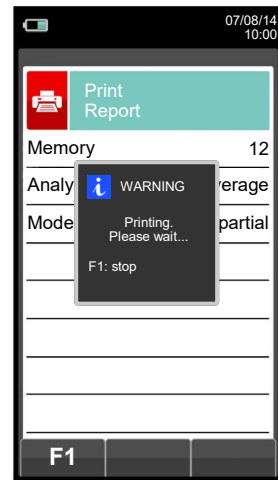 07/08/14
10:00
Print
Report
Memory 12
Analy verage
Mode partial
WARNING
Printing.
Please wait...
F1: stop
F1